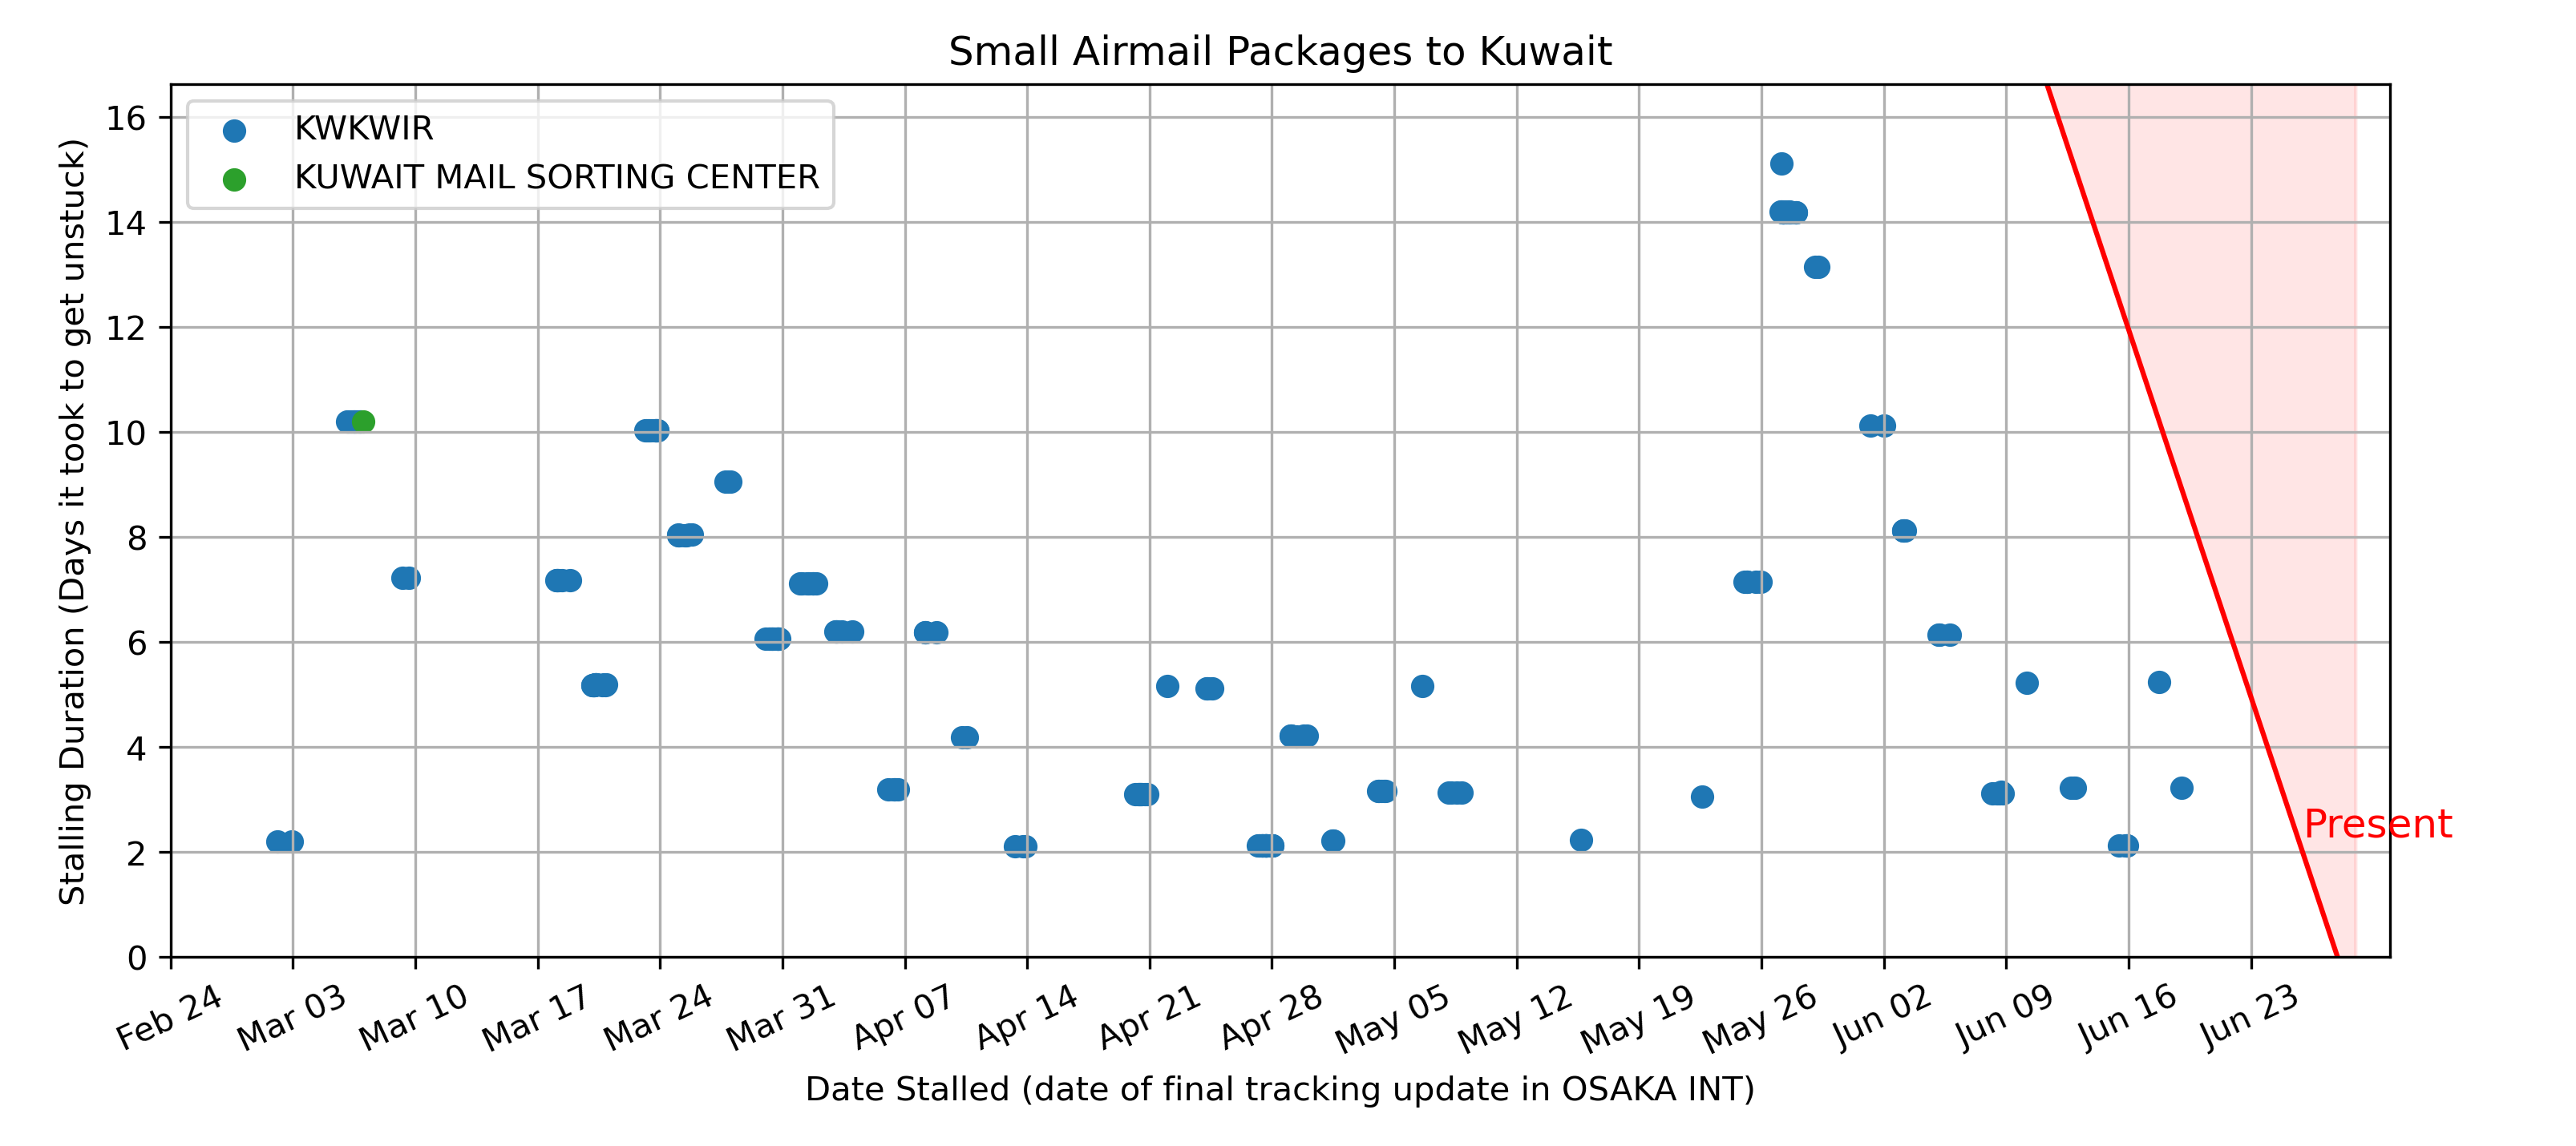 Small Airmail Packages to Kuwait
KWKWIR
KUWAIT MAIL SORTING CENTER
Stalling Duration (Days it took to get unstuck)
16
14
12
10
8
6
4
2
0
Present
Feb 24
Mar 03
Mar 10
Mar 17
Mar 24
Mar 31
Apr 07
Apr 14
Apr 21
Apr 28
May 05
May 12
May 19
May 26
Jun 02
Jun 09
Jun 16
Jun 23
Date Stalled (date of final tracking update in OSAKA INT)